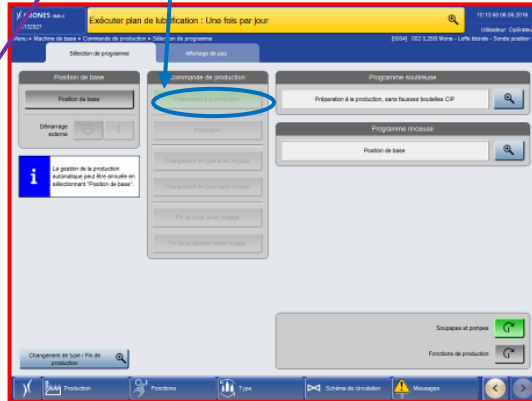 KRONES
Exécuter plan de lubrification : Une fois par jour
10:13:50 06.06.2016
Utilisateur: Opérateur
Menu » Machine de base » Commande de production » Sélection de programme
[0004] 002 0,28l Mona - Leffe blonde - Sonde position
Sélection de programme
Affichage de pas
Position de base
Commande de production
Programme soutireuse
Position de base
Préparation à la production
Préparation à la production, sans fausses bouteilles CIP
Démarrage
externe
Production
Programme rinceuse
Position de base
La gestion de la production
automatique peut être annulée en
sélectionnant "Position de base".
Changement de type avec rinçage
Changement de type sans rinçage
Fin de prod. avec rinçage
Fin de production sans rinçage
Soupapes et pompes
Fonctions de production
Changement de type / Fin de
production
Production
Fonctions
Type
Schéma de circulation
Messages